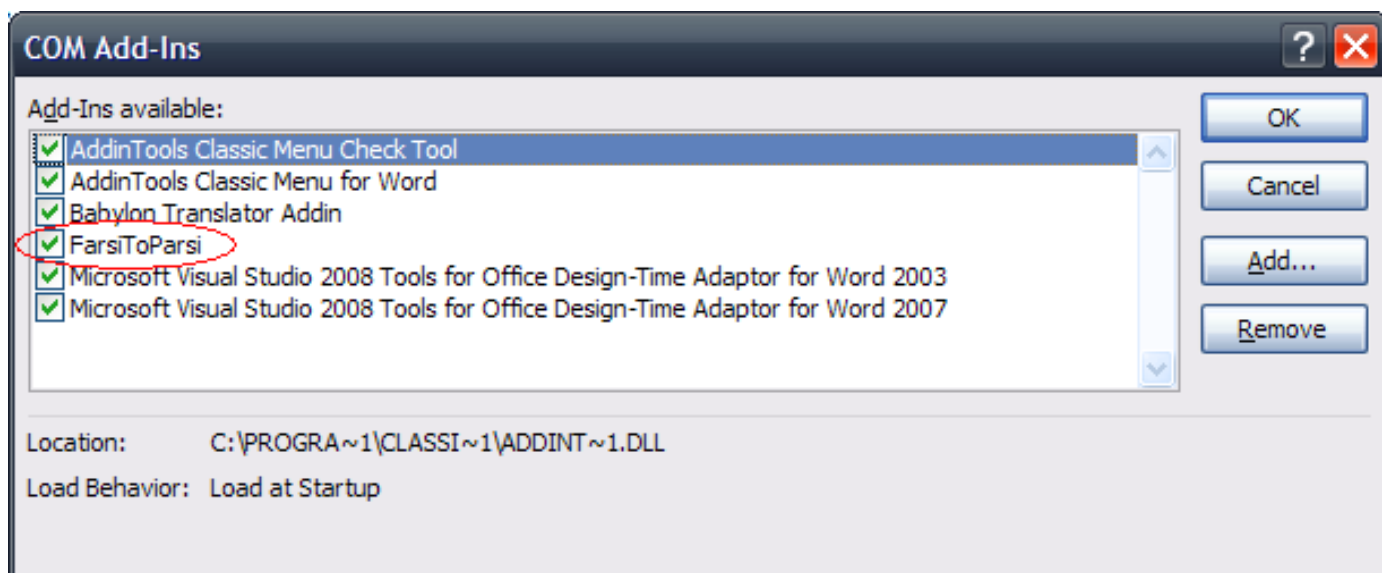 COM Add-Ins
?
Add-Ins available:
AddinTools Classic Menu Check Tool
AddinTools Classic Menu for Word
Babylon Translator Addin
FarsiToParsi
Microsoft Visual Studio 2008 Tools for Office Design-Time Adaptor for Word 2003
Microsoft Visual Studio 2008 Tools for Office Design-Time Adaptor for Word 2007
OK
Cancel
Add...
Remove
Location: C:\PROGRA~1\CLASSI~1\ADDINT~1.DLL
Load Behavior: Load at Startup